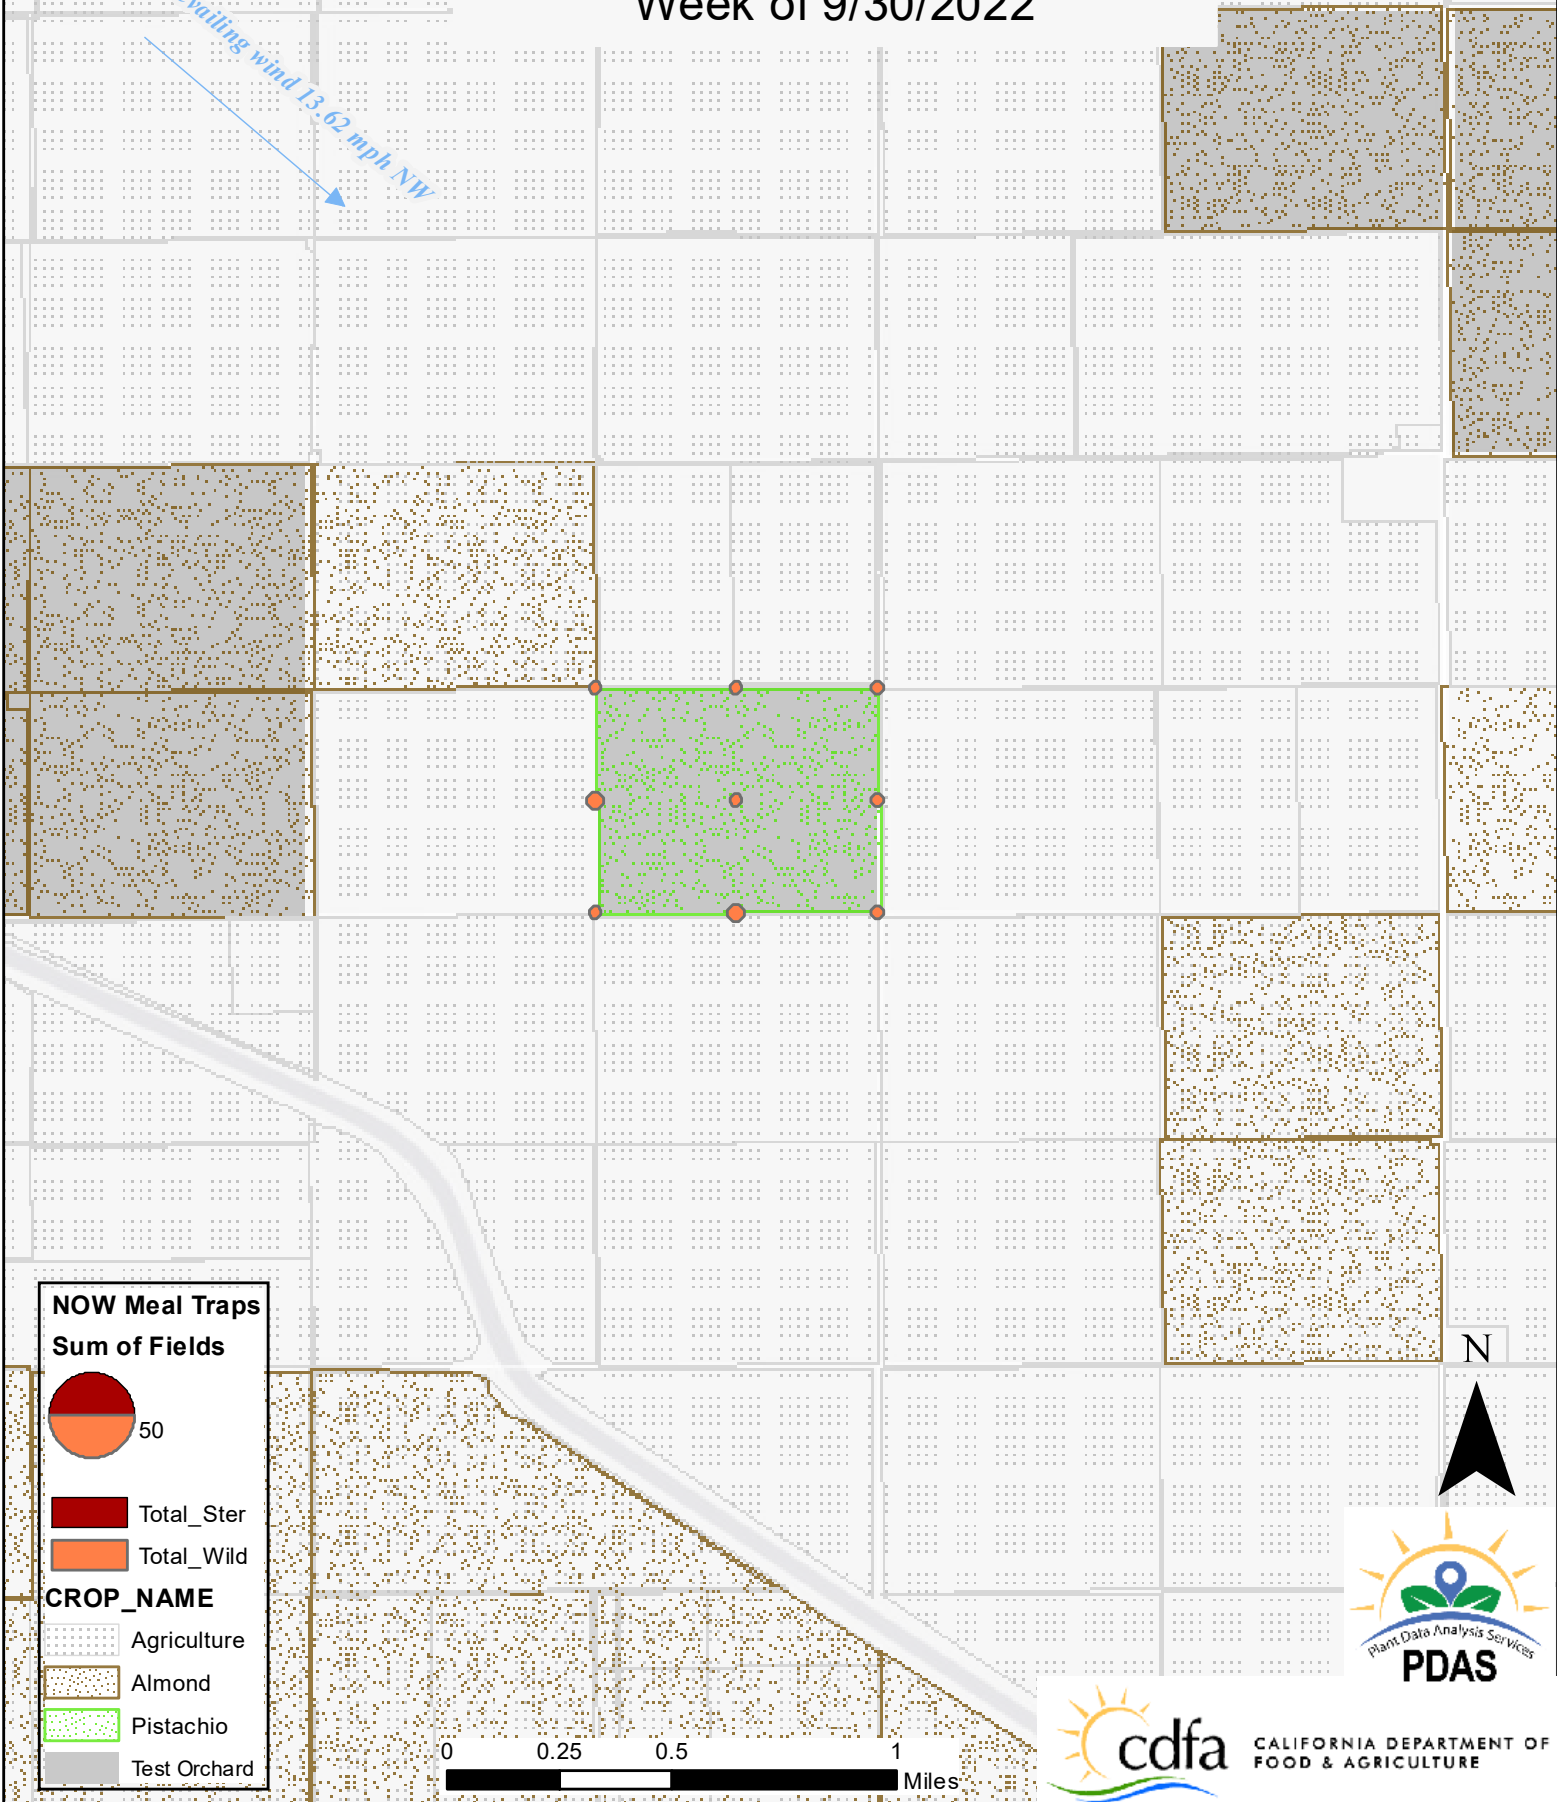 Week of 9/30/2022
wind 13.62 mph NW
NOW Meal Traps
Sum of Fields
50
Total_Ster
Total_Wild
CROP_NAME
Agriculture
Almond
Pistachio
Test Orchard
0 0.25 0.5 1
Miles
N
Plant Data Analysis Services
PDAS
cdfa
CALIFORNIA DEPARTMENT OF
FOOD & AGRICULTURE